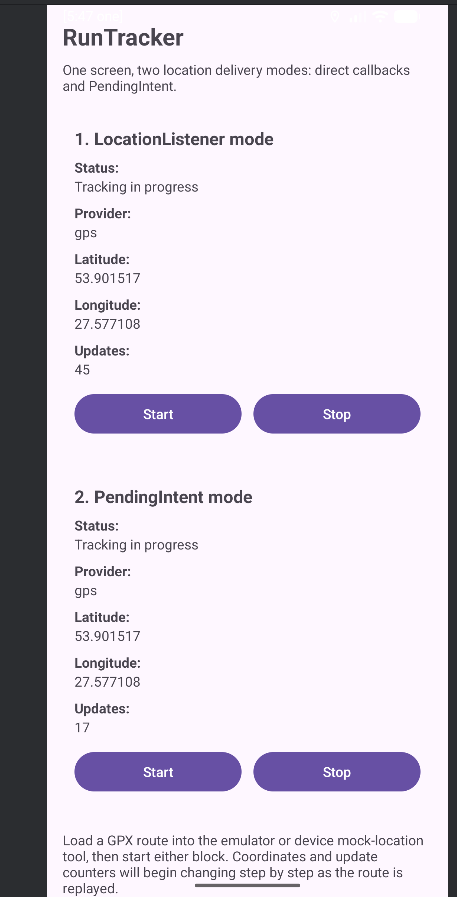 RunTracker
One screen, two location delivery modes: direct callbacks
and PendingIntent.
1. LocationListener mode
Status:
Tracking in progress
Provider:
gps
Latitude:
53.901517
Longitude:
27.577108
Updates:
45
Start Stop
2. PendingIntent mode
Status:
Tracking in progress
Provider:
gps
Latitude:
53.901517
Longitude:
27.577108
Updates:
17
Start Stop
Load a GPX route into the emulator or device mock-location
tool, then start either block. Coordinates and update
counters will begin changing step by step as the route is
replayed.